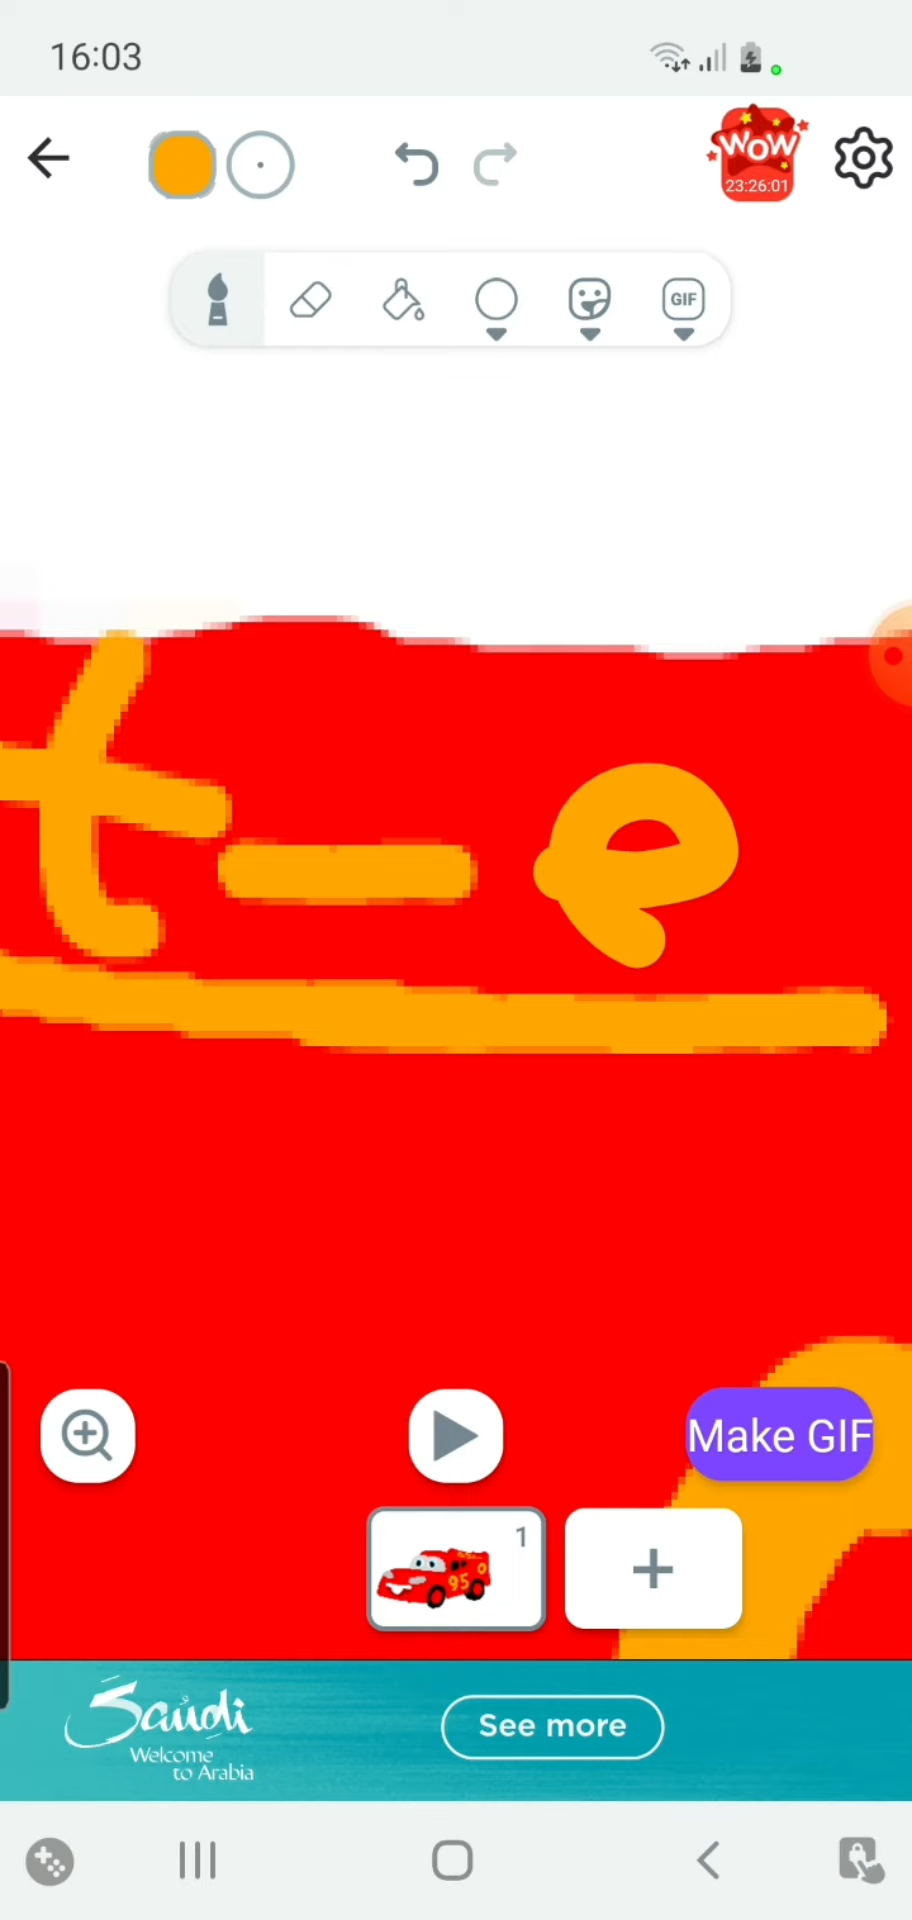 16:03
WOW
23:26:01
GIF
t-e
Make GIF
1
95
Saudi
Welcome
to Arabia
See more